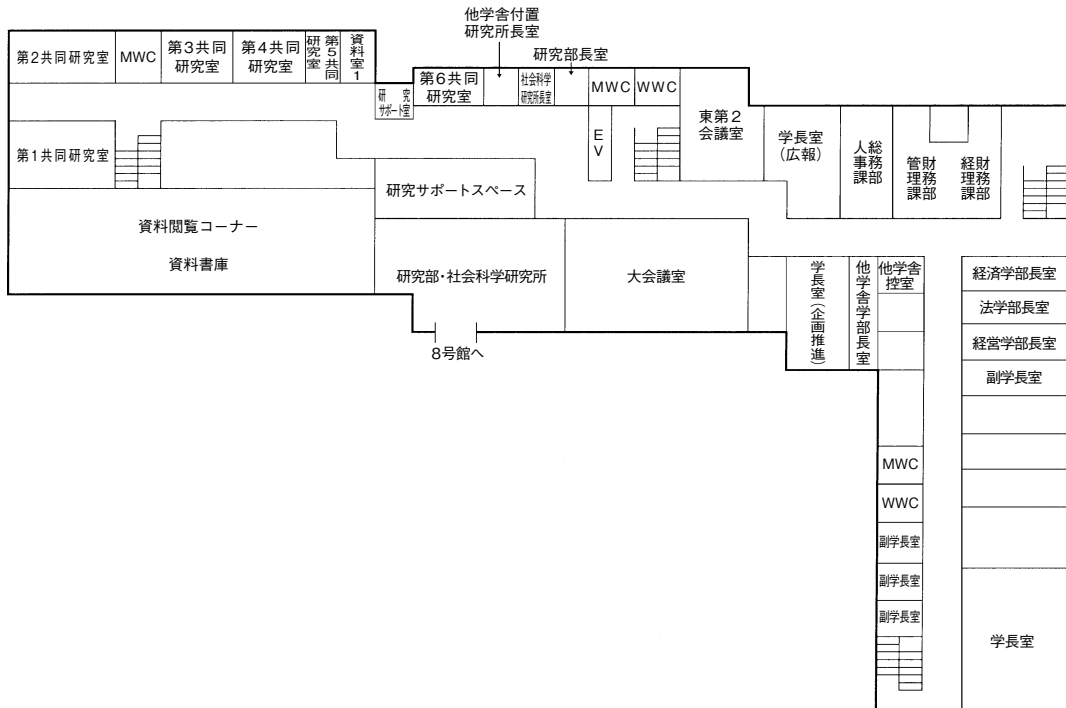 他学舎付置
研究所長室
研究部長室
第2共同研究室
MWC
第3共同
研究室
第4共同
研究室
第5共同
研究室
資料室1
研究
サポート室
第6共同
研究室
社会科学
研究所長室
MWC
WWC
東第2
会議室
EV
学長室
(広報)
総務部
人事課
財務部
管理課
財務部
経理課
第1共同研究室
研究サポートスペース
資料閲覧コーナー
資料書庫
研究部・社会科学研究所
大会議室
8号館へ
学長室(企画推進)
他学舎学部長室
他学舎
控室
経済学部長室
法学部長室
経営学部長室
副学長室
MWC
WWC
副学長室
副学長室
副学長室
学長室